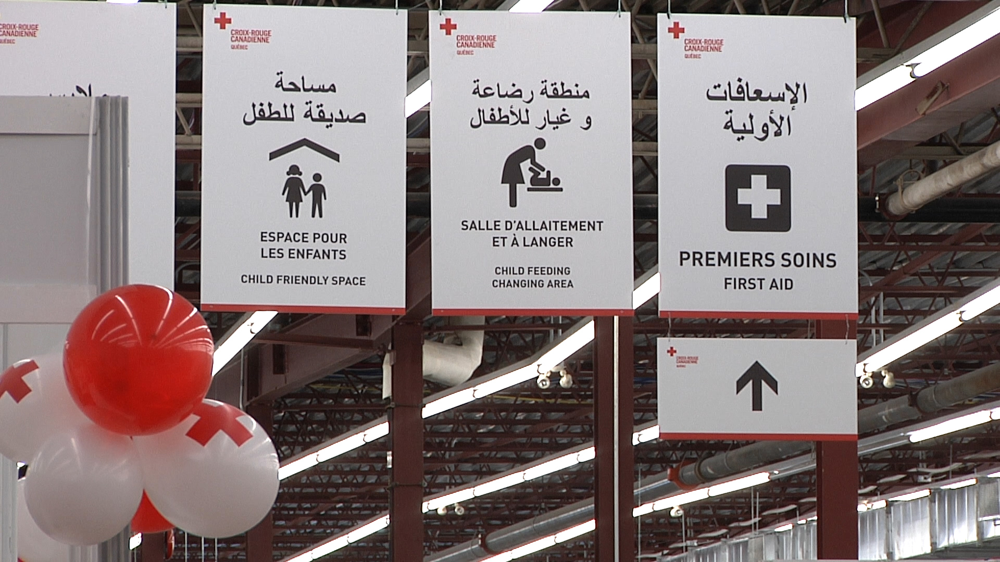 CROIX-ROUGE
CANADIENNE
QUÉBEC
CROIX-ROUGE
CANADIENNE
QUÉBEC
مساحة
صديقة للطفل
ESPACE POUR
LES ENFANTS
CHILD FRIENDLY SPACE
CROIX-ROUGE
CANADIENNE
QUÉBEC
منطقة رضاعة
و غيار للأطفال
SALLE D'ALLAITEMENT
ET À LANGER
CHILD FEEDING
CHANGING AREA
CROIX-ROUGE
CANADIENNE
QUÉBEC
الإسعافات
الأولية
PREMIERS SOINS
FIRST AID
CROIX-ROUGE
CANADIENNE
QUÉBEC